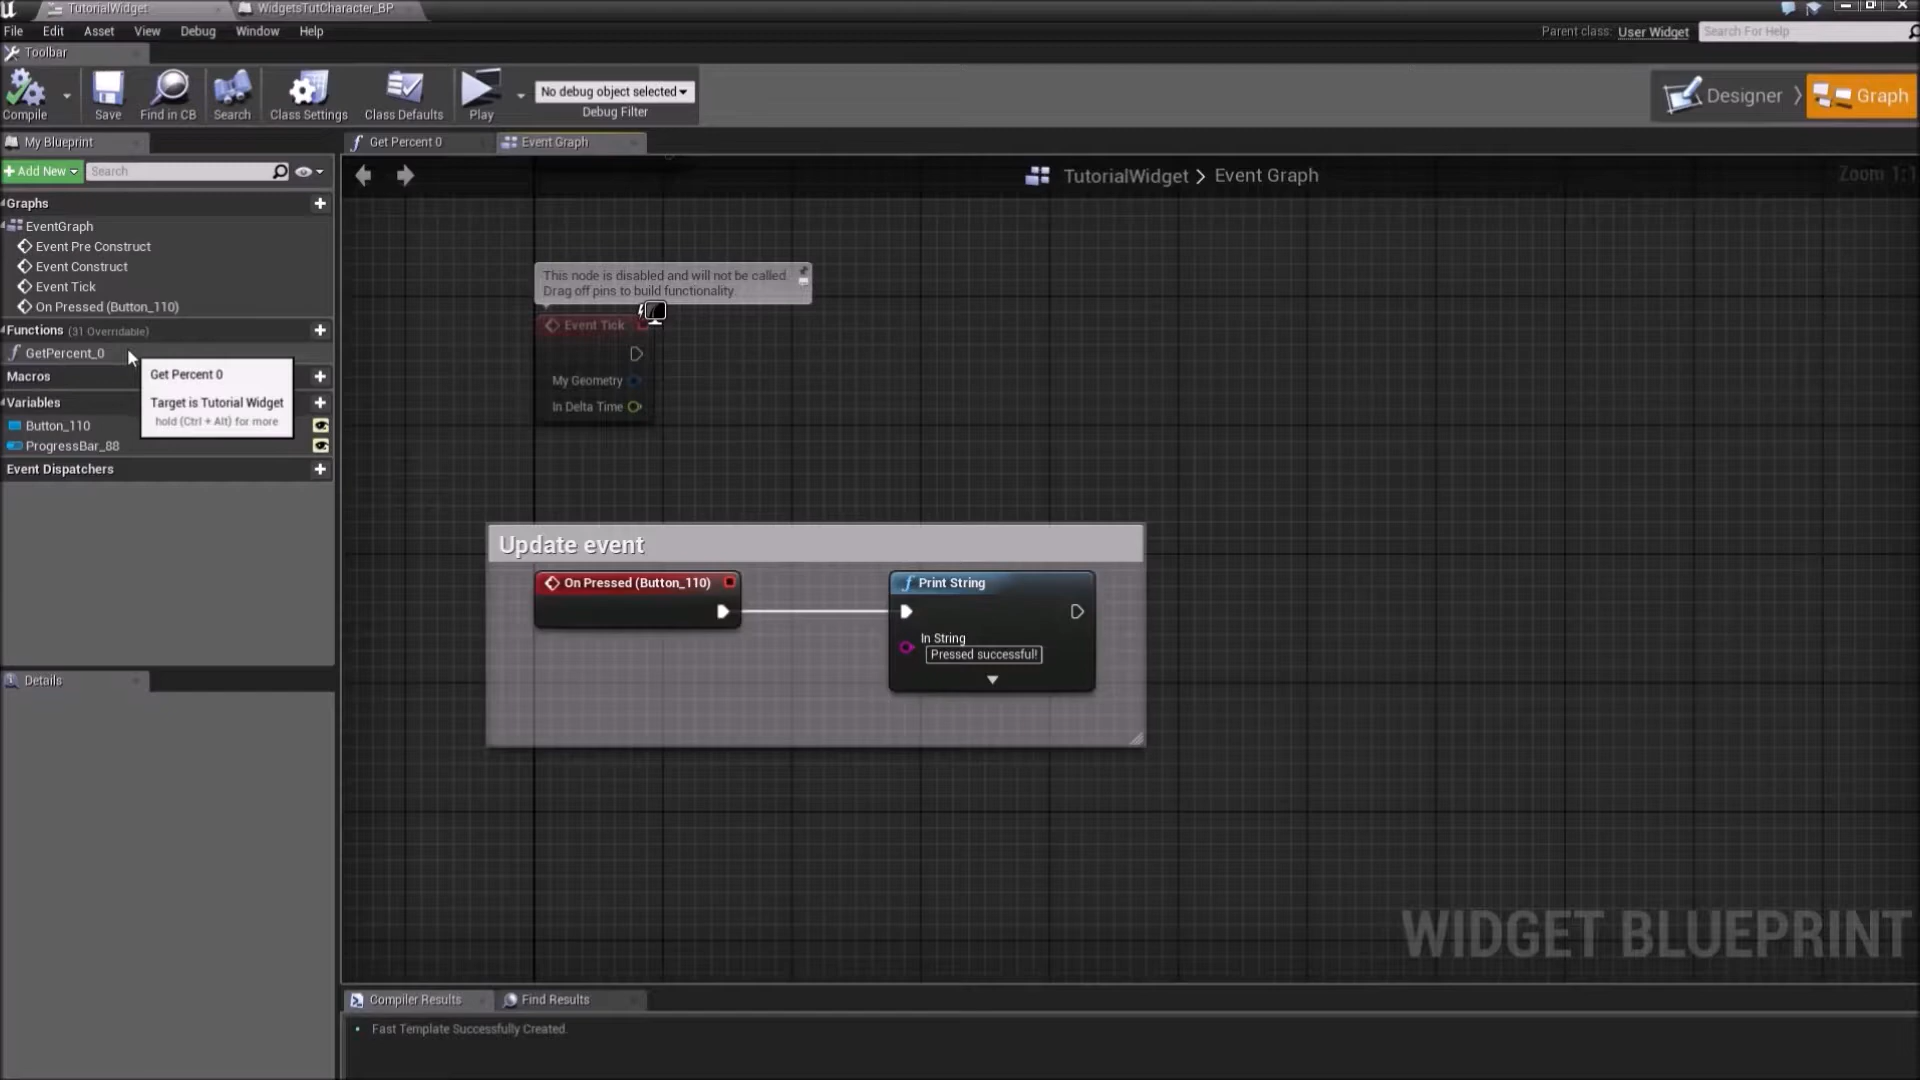 TutorialWidget
WidgetsTutCharacter_BP
File Edit Asset View Debug Window Help
Parent class: User Widget
Search For Help
Toolbar
Compile
Save
Find in CB
Search
Class Settings
Class Defaults
Play
No debug object selected
Debug Filter
Designer
Graph
My Blueprint
Get Percent 0
Event Graph
Add New
Search
TutorialWidget > Event Graph
Zoom 1:1
Graphs
EventGraph
Event Pre Construct
Event Construct
Event Tick
On Pressed (Button_110)
Functions (31 Overridable)
GetPercent_0
Macros
Variables
Button_110
ProgressBar_88
Event Dispatchers
Get Percent 0
Target is Tutorial Widget
hold (Ctrl + Alt) for more
This node is disabled and will not be called.
Drag off pins to build functionality.
Event Tick
My Geometry
In Delta Time
Update event
On Pressed (Button_110)
Print String
In String
Pressed successful!
Details
WIDGET BLUEPRINT
Compiler Results
Find Results
Fast Template Successfully Created.